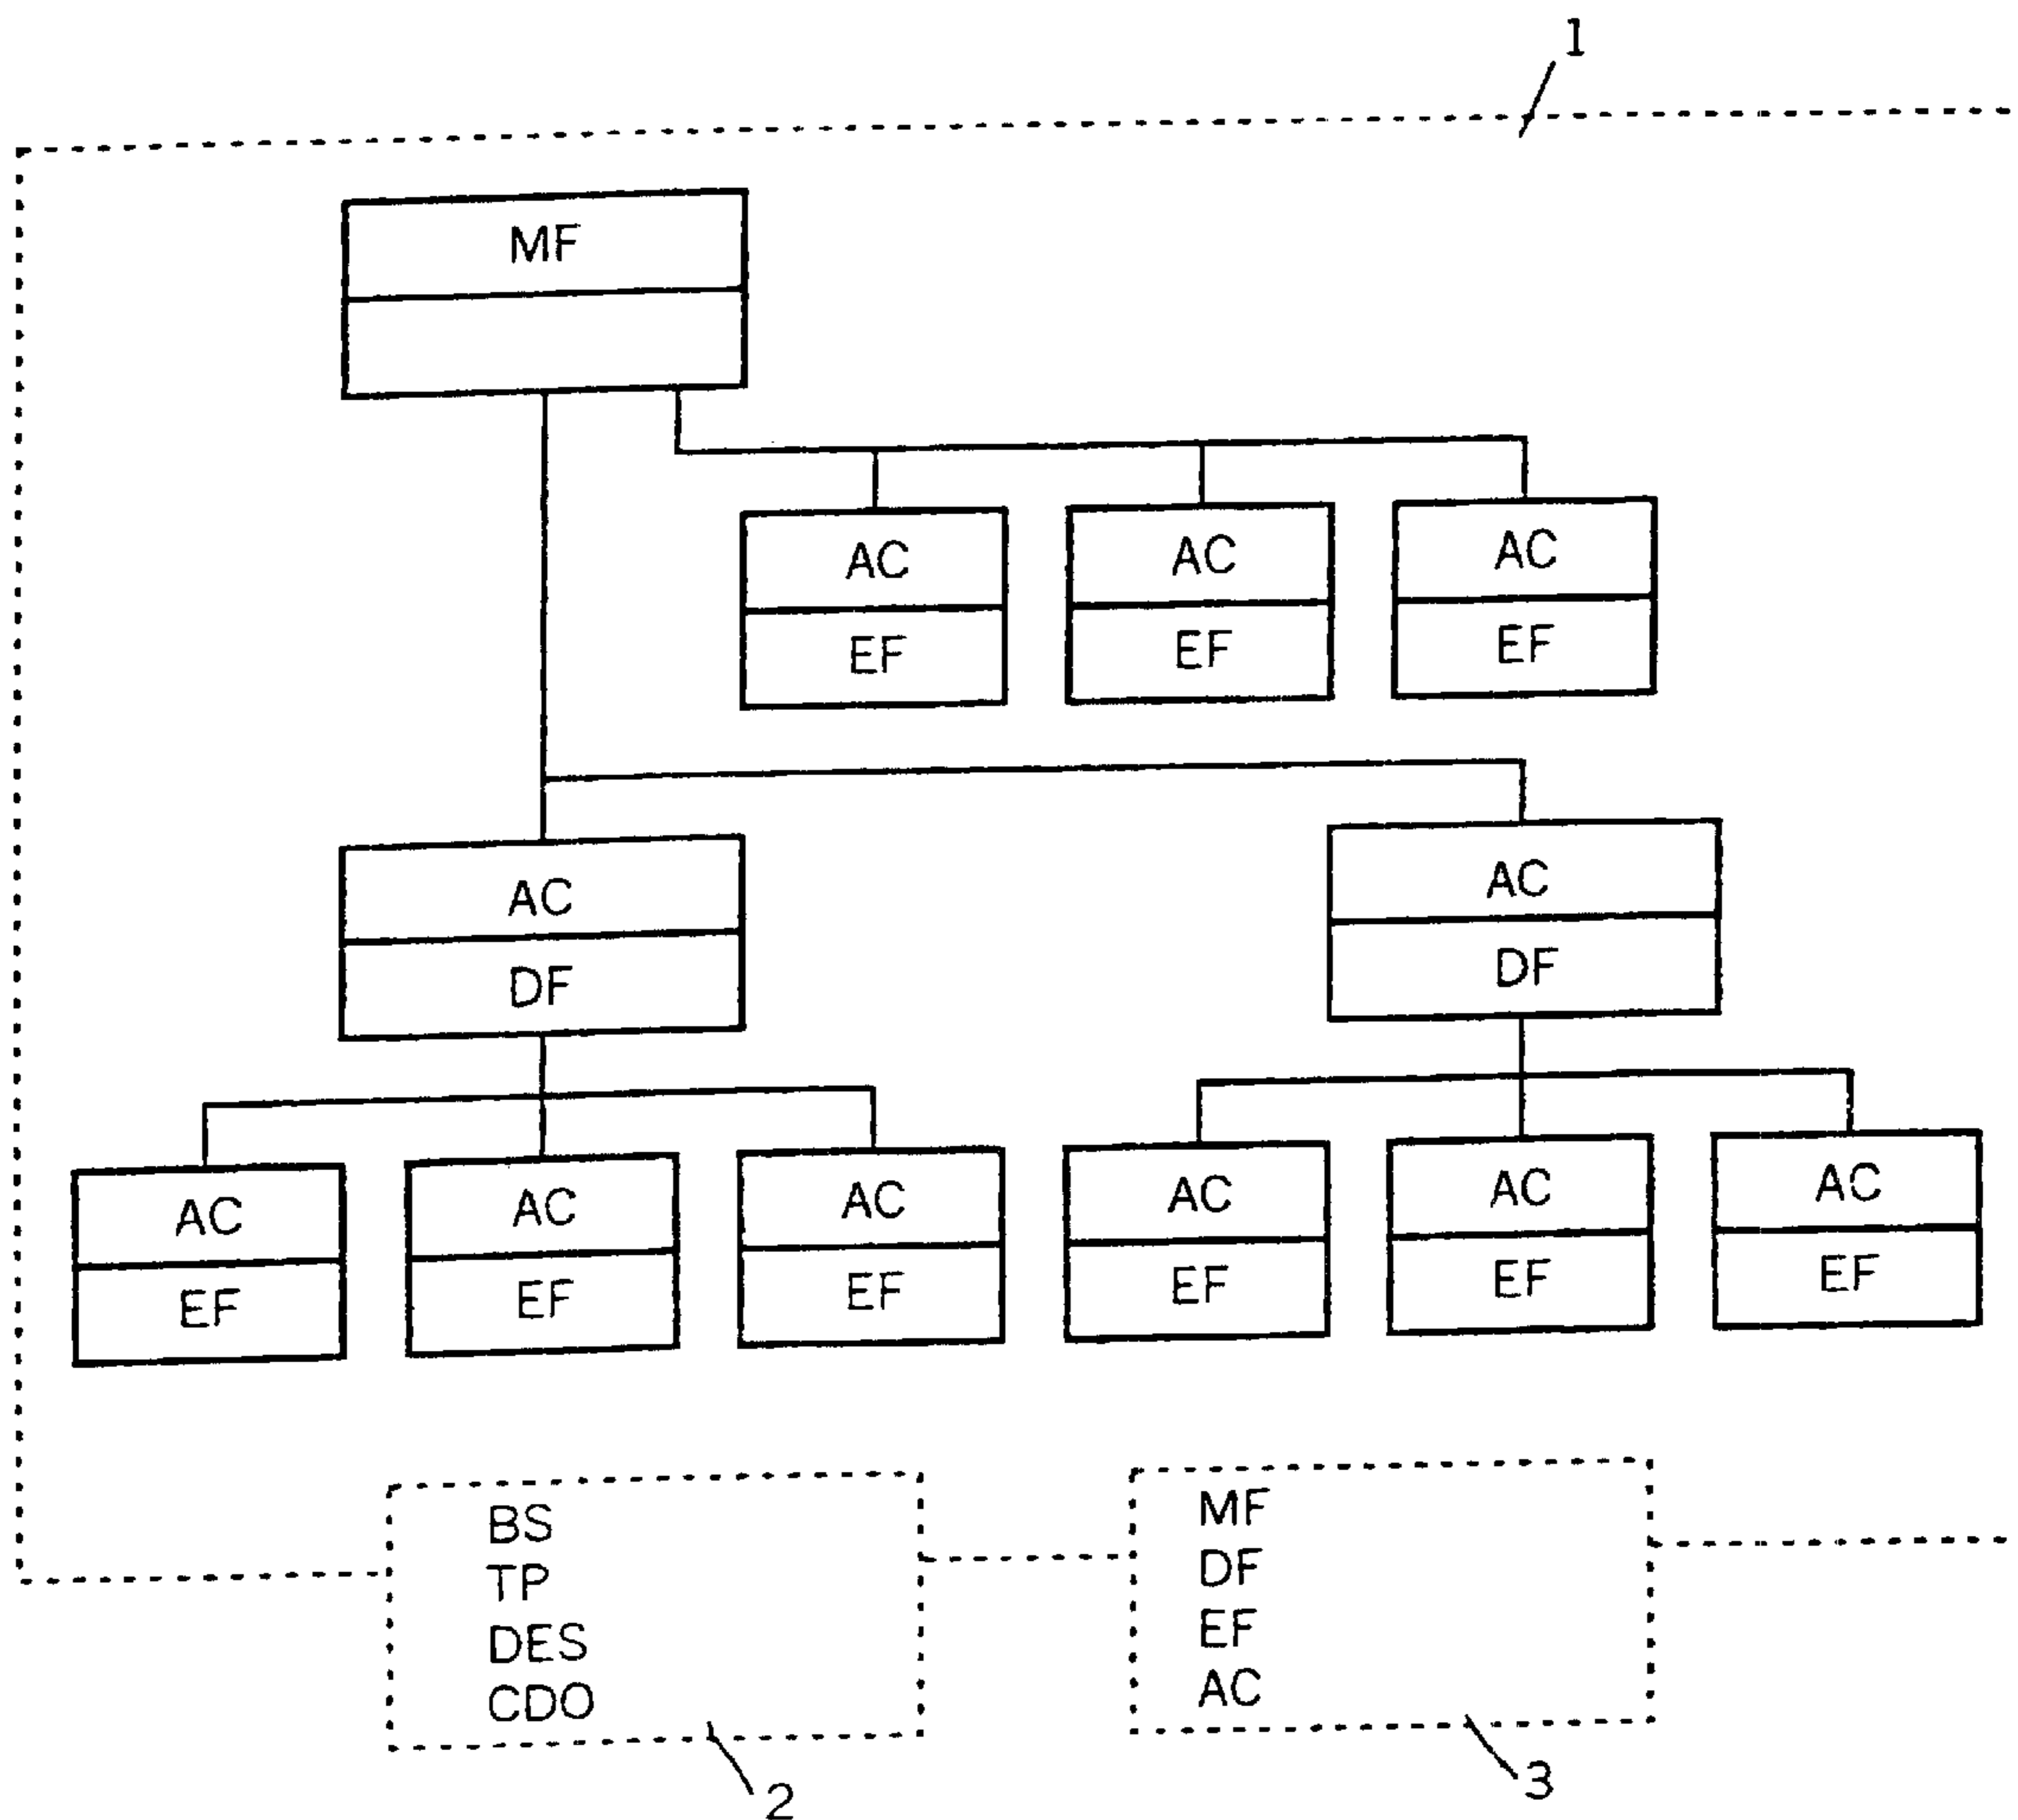 1
MF
AC AC AC
EF EF EF
AC AC
DF DF
AC AC AC AC AC AC
EF EF EF EF EF EF
BS
TP
DES
CDO
2
MF
DF
EF
AC
3